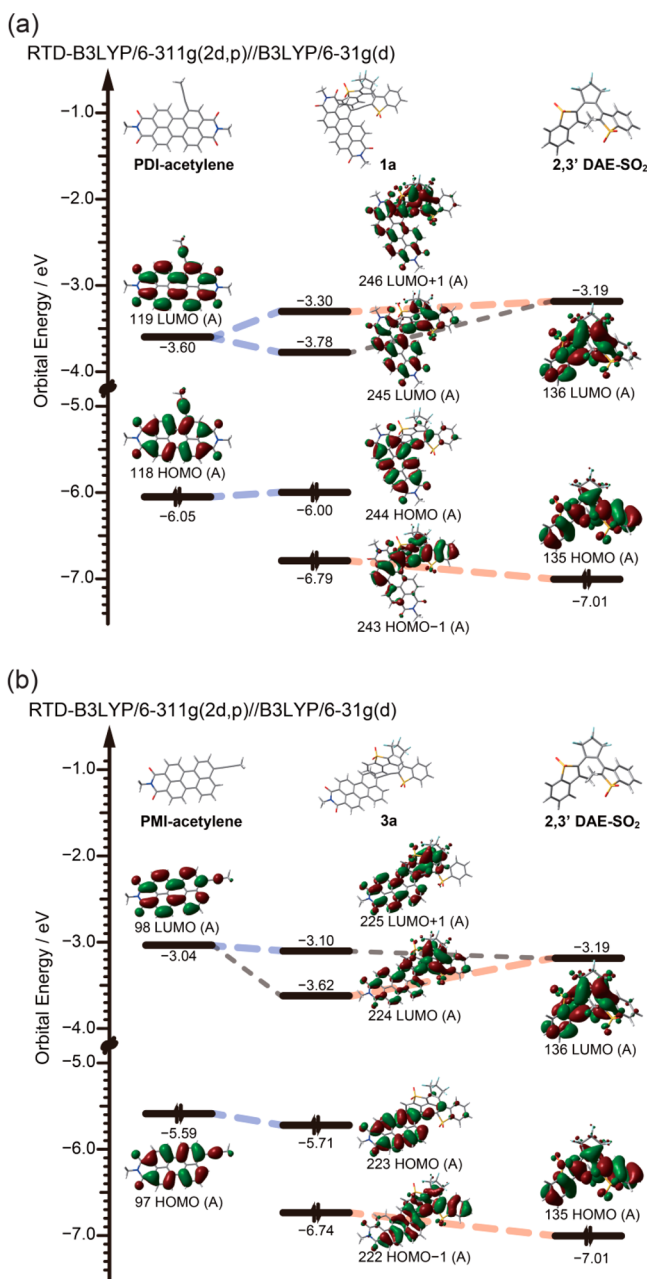 (a)
RTD-B3LYP/6-311g(2d,p)//B3LYP/6-31g(d)
Orbital Energy / eV
−1.0
−2.0
−3.0
−4.0
−5.0
−6.0
−7.0
PDI-acetylene
1a
2,3’ DAE-SO2
246 LUMO+1 (A)
119 LUMO (A)
−3.60
−3.30
−3.78
−3.19
245 LUMO (A)
136 LUMO (A)
118 HOMO (A)
−6.05
−6.00
244 HOMO (A)
135 HOMO (A)
−6.79
−7.01
243 HOMO−1 (A)
(b)
RTD-B3LYP/6-311g(2d,p)//B3LYP/6-31g(d)
Orbital Energy / eV
−1.0
−2.0
−3.0
−4.0
−5.0
−6.0
−7.0
PMI-acetylene
3a
2,3’ DAE-SO2
98 LUMO (A)
225 LUMO+1 (A)
−3.04
−3.10
−3.19
−3.62
224 LUMO (A)
136 LUMO (A)
−5.59
−5.71
223 HOMO (A)
97 HOMO (A)
135 HOMO (A)
−6.74
−7.01
222 HOMO−1 (A)